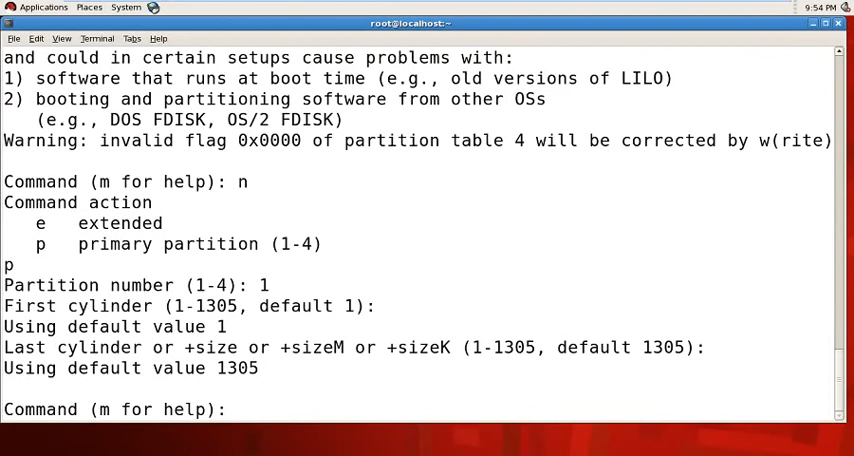 Applications Places System
9:54 PM
root@localhost:~
File Edit View Terminal Tabs Help
and could in certain setups cause problems with:
1) software that runs at boot time (e.g., old versions of LILO)
2) booting and partitioning software from other OSs
(e.g., DOS FDISK, OS/2 FDISK)
Warning: invalid flag 0x0000 of partition table 4 will be corrected by w(rite)
Command (m for help): n
Command action
e extended
p primary partition (1-4)
p
Partition number (1-4): 1
First cylinder (1-1305, default 1):
Using default value 1
Last cylinder or +size or +sizeM or +sizeK (1-1305, default 1305):
Using default value 1305
Command (m for help):